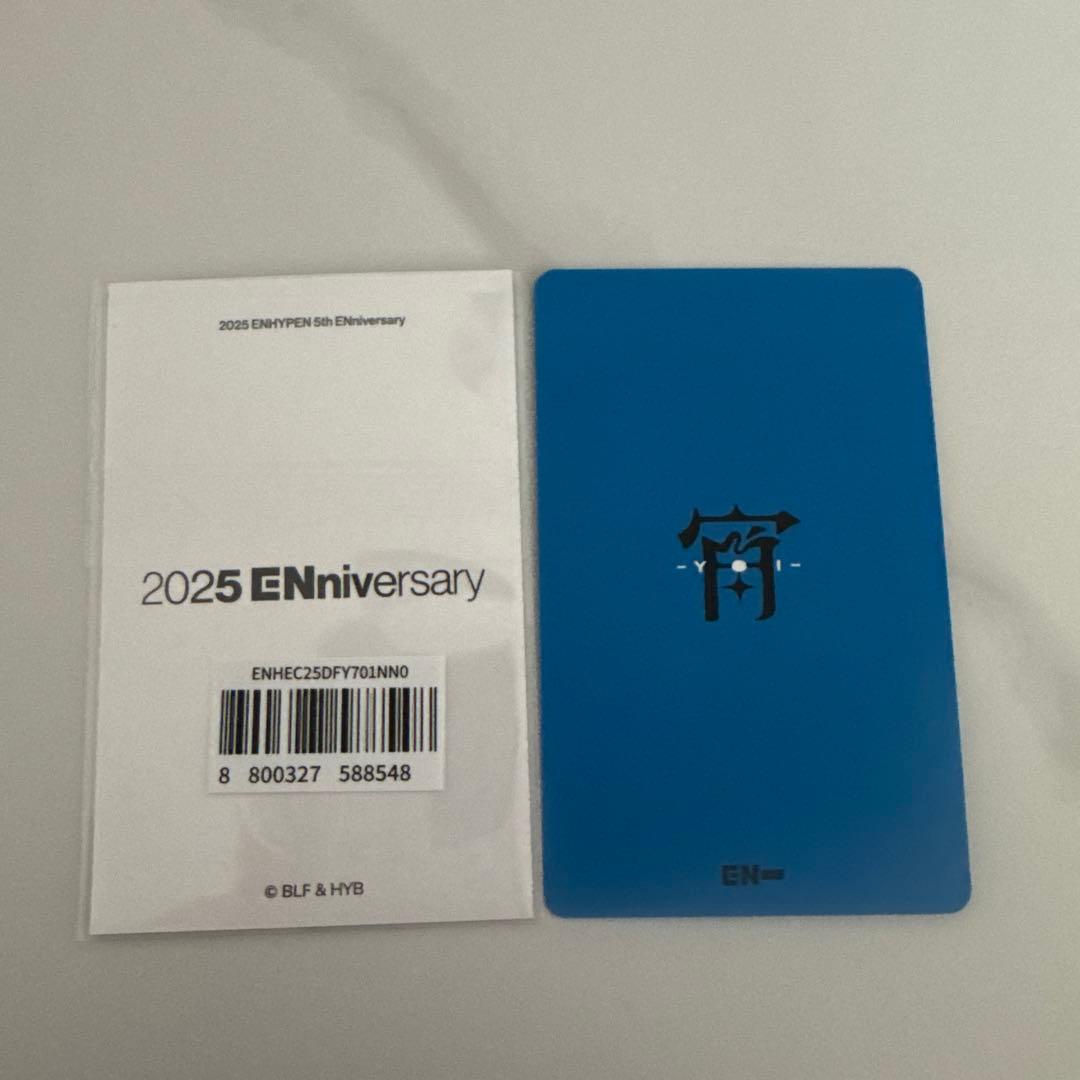 2025 ENHYPEN 5th ENniversary
2025 ENniversary
ENHEC25DFY701NN0
8 800327 588548
© BLF & HYB
宵
-YOI-
EN-